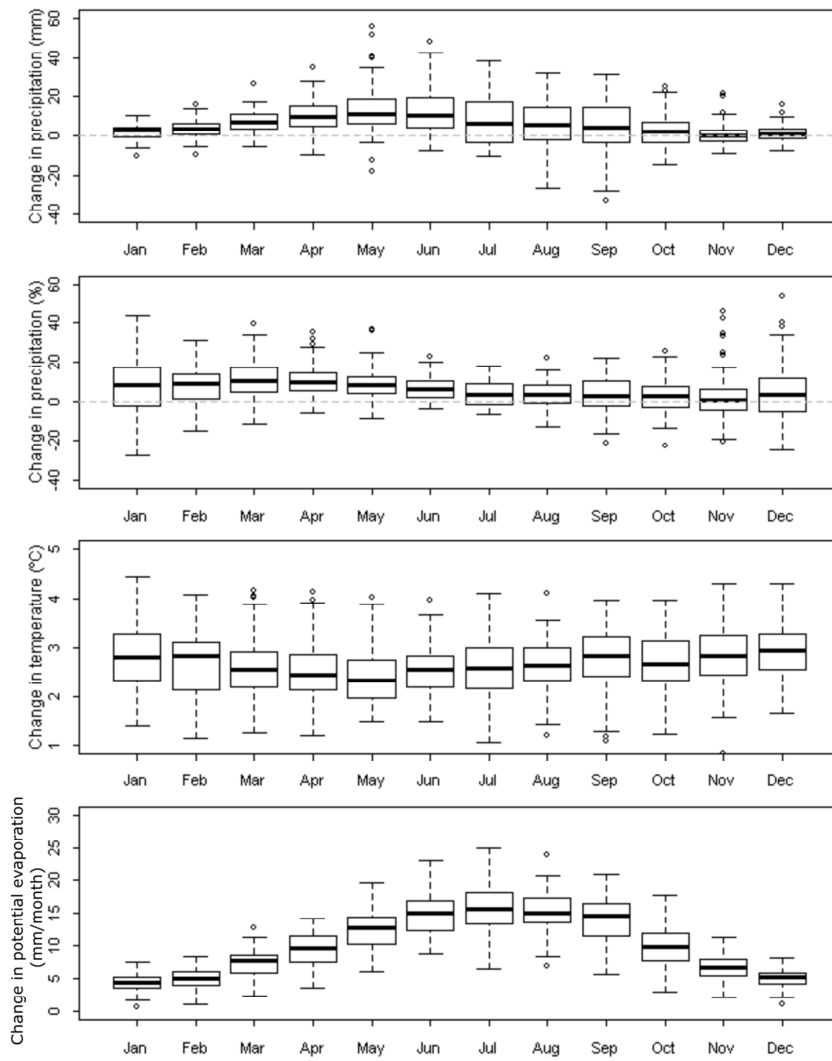 Change in precipitation (mm)
60
40
20
0
-20
-40
Jan Feb Mar Apr May Jun Jul Aug Sep Oct Nov Dec
Change in precipitation (%)
60
40
20
0
-20
-40
Jan Feb Mar Apr May Jun Jul Aug Sep Oct Nov Dec
Change in temperature (ºC)
5
4
3
2
1
Jan Feb Mar Apr May Jun Jul Aug Sep Oct Nov Dec
Change in potential evaporation
(mm/month)
30
25
20
15
10
5
0
Jan Feb Mar Apr May Jun Jul Aug Sep Oct Nov Dec